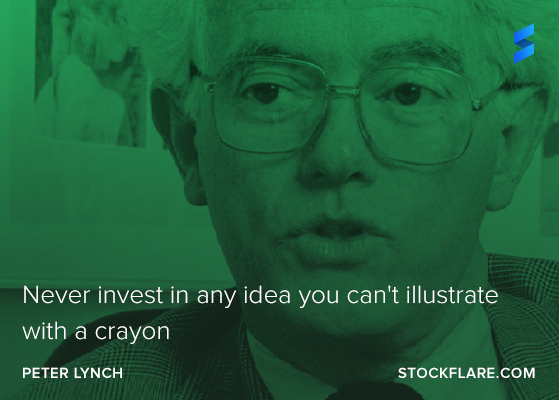 Never invest in any idea you can't illustrate
with a crayon
PETER LYNCH
STOCKFLARE.COM